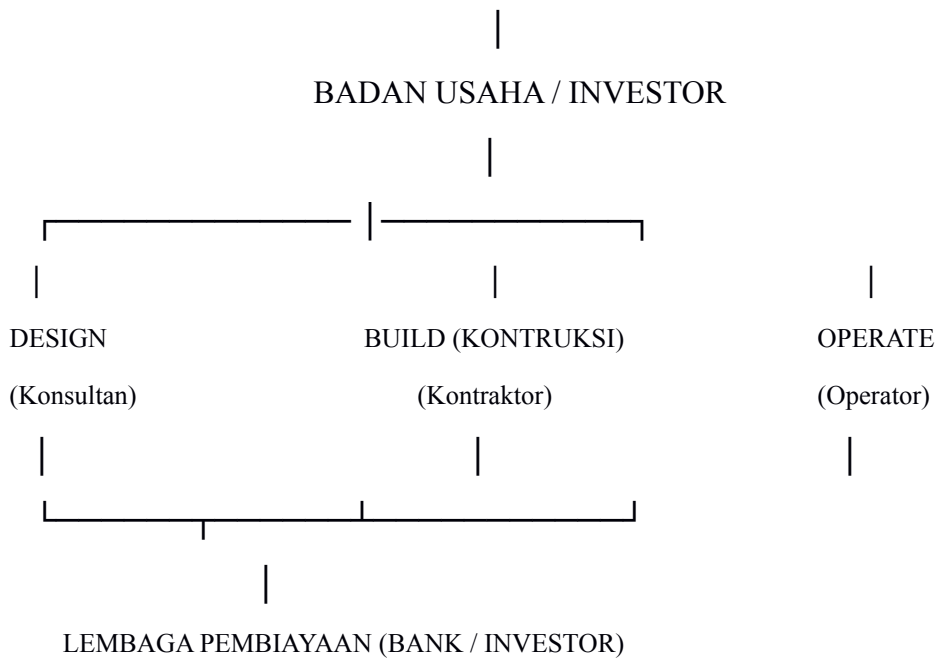 BADAN USAHA / INVESTOR
DESIGN BUILD (KONTRUKSI) OPERATE
(Konsultan) (Kontraktor) (Operator)
LEMBAGA PEMBIAYAAN (BANK / INVESTOR)